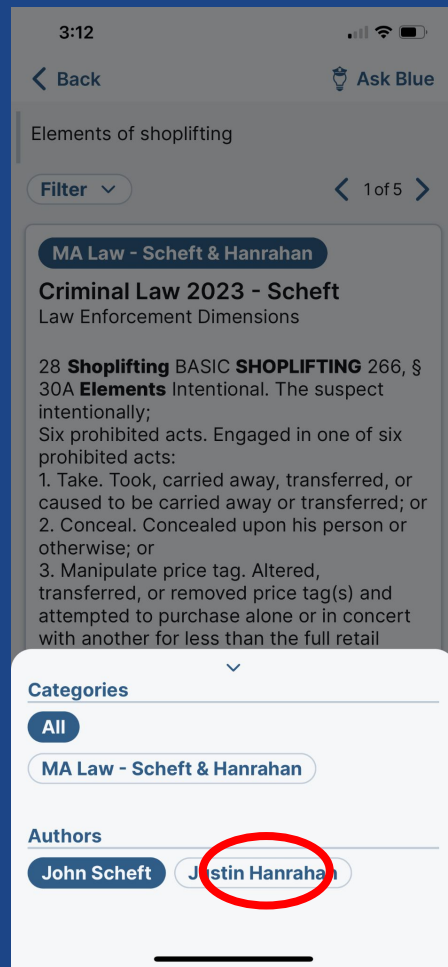 3:12
Back
Ask Blue
Elements of shoplifting
Filter
1 of 5
MA Law - Scheft & Hanrahan
Criminal Law 2023 - Scheft
Law Enforcement Dimensions
28 Shoplifting BASIC SHOPLIFTING 266, §
30A Elements Intentional. The suspect
intentionally;
Six prohibited acts. Engaged in one of six
prohibited acts:
1. Take. Took, carried away, transferred, or
caused to be carried away or transferred; or
2. Conceal. Concealed upon his person or
otherwise; or
3. Manipulate price tag. Altered,
transferred, or removed price tag(s) and
attempted to purchase alone or in concert
with another for less than the full retail
Categories
All
MA Law - Scheft & Hanrahan
Authors
John Scheft
Justin Hanrahan